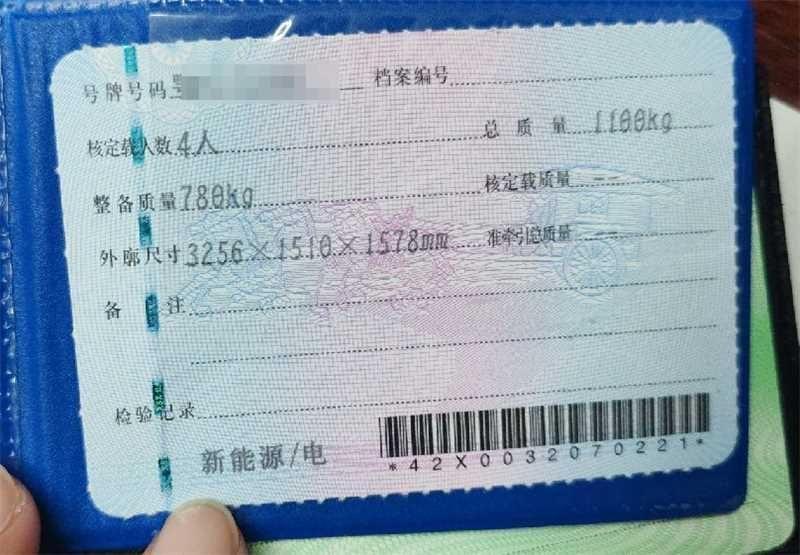 号牌号码 档案编号
核定载人数 4人 总质量 1100kg
整备质量 780kg 核定载质量 --
外廓尺寸 3256×1510×1578mm 准牵引总质量 --
备注
检验记录
新能源/电
*42X0032070221*